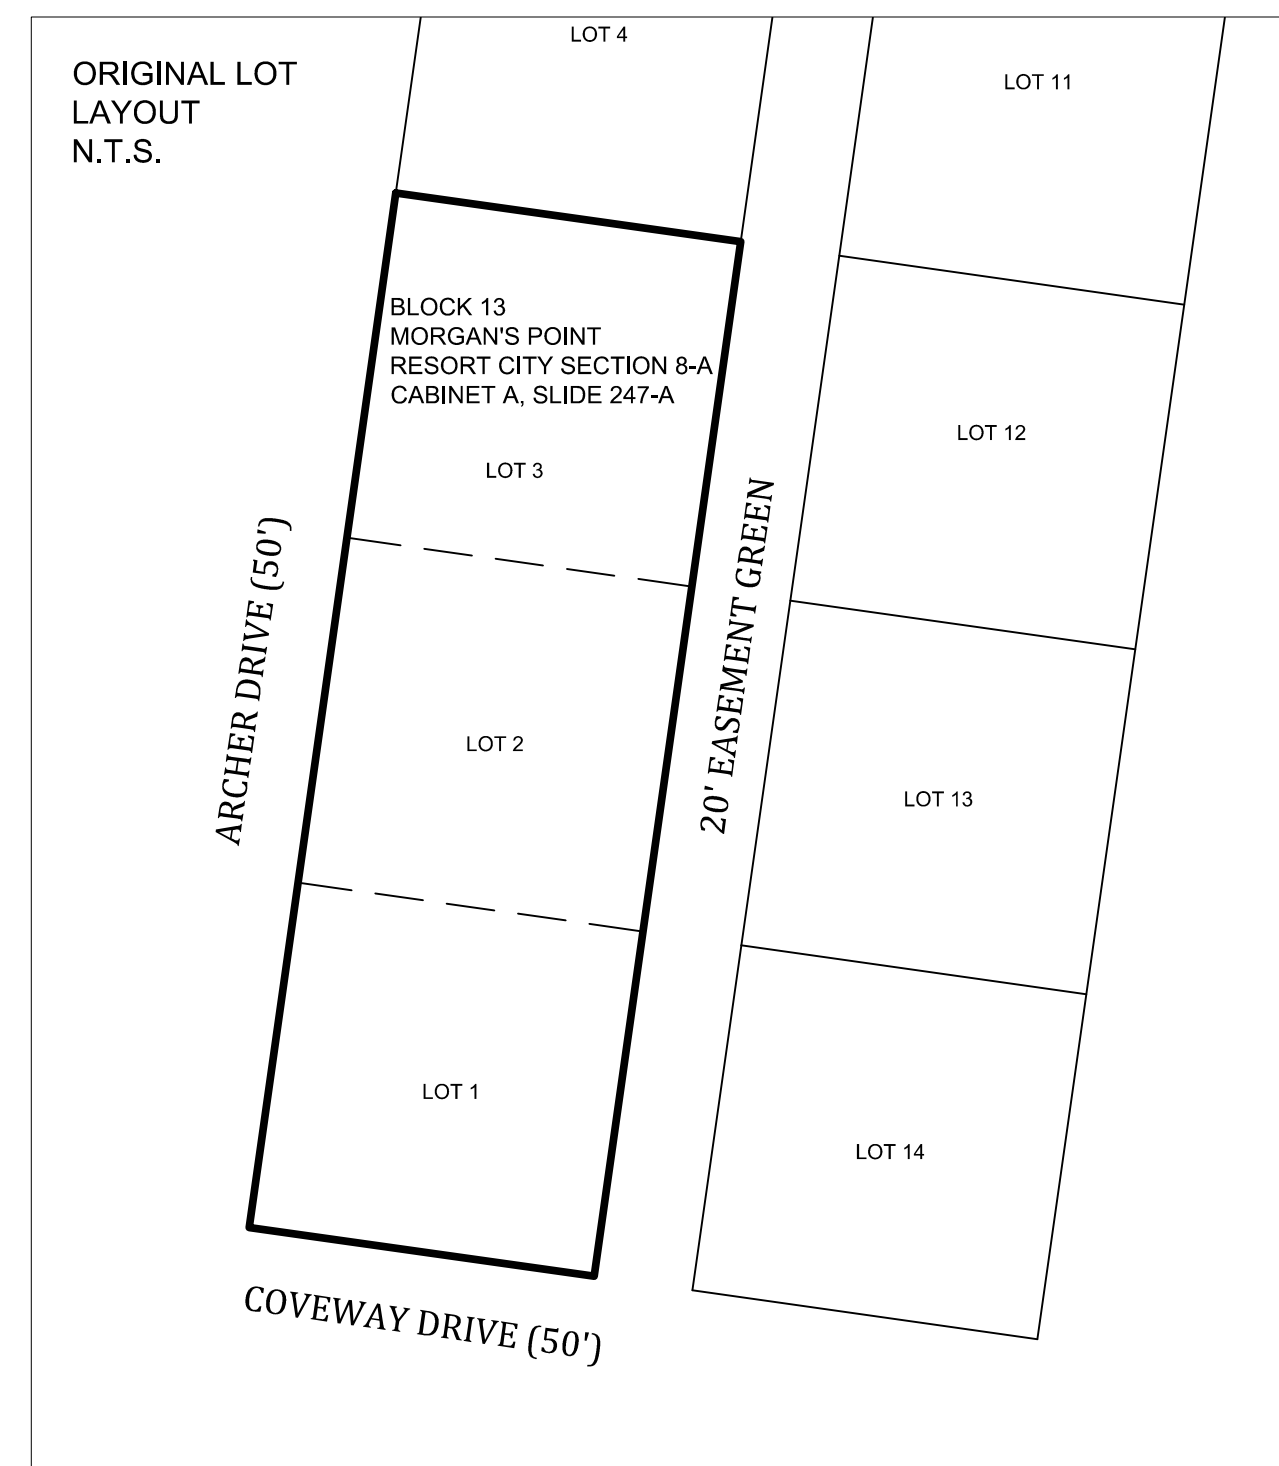 LOT 4
ORIGINAL LOT
LAYOUT
N.T.S.
LOT 11
BLOCK 13
MORGAN'S POINT
RESORT CITY SECTION 8-A
CABINET A, SLIDE 247-A
LOT 3
LOT 12
ARCHER DRIVE (50')
20' EASEMENT GREEN
LOT 2
LOT 13
LOT 1
LOT 14
COVEWAY DRIVE (50')